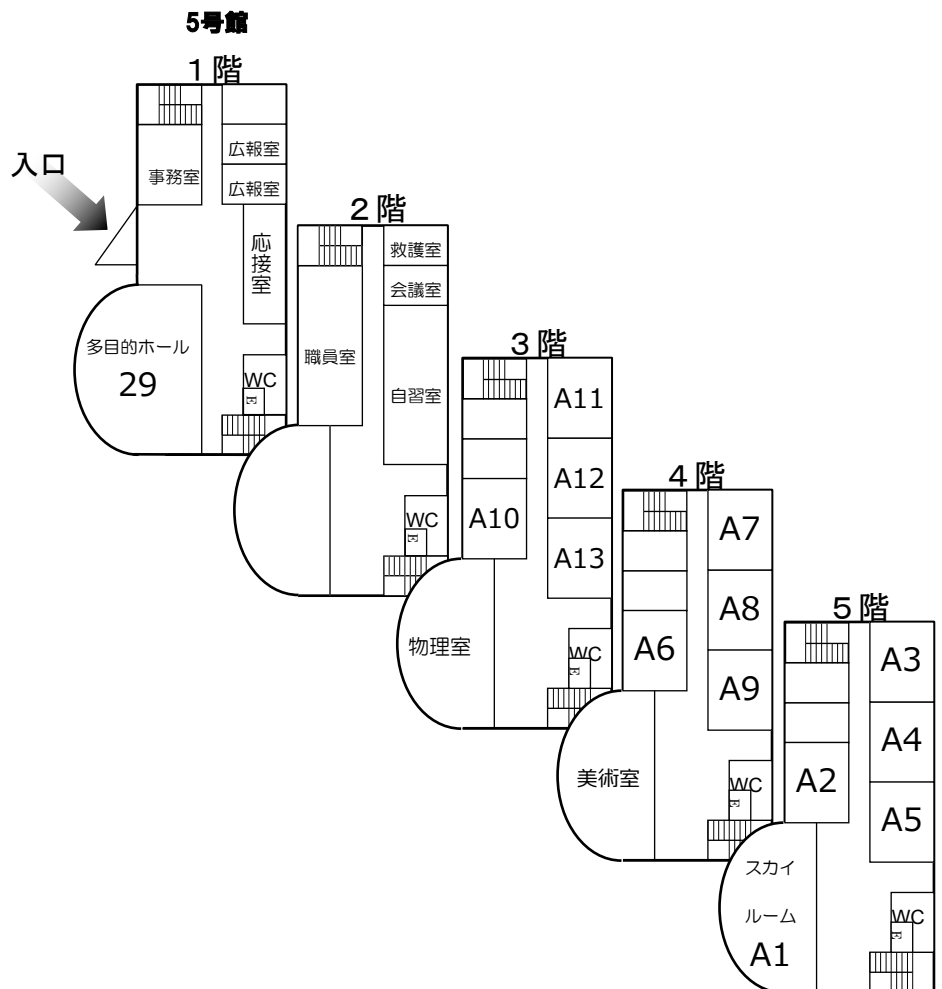 5号館
1階
入口
事務室
広報室
広報室
応接室
多目的ホール
29
WC
E
2階
救護室
会議室
職員室
自習室
WC
E
3階
A11
A12
A10
A13
物理室
WC
E
4階
A7
A8
A6
A9
美術室
WC
E
5階
A3
A4
A2
A5
スカイ
ルーム
A1
WC
E